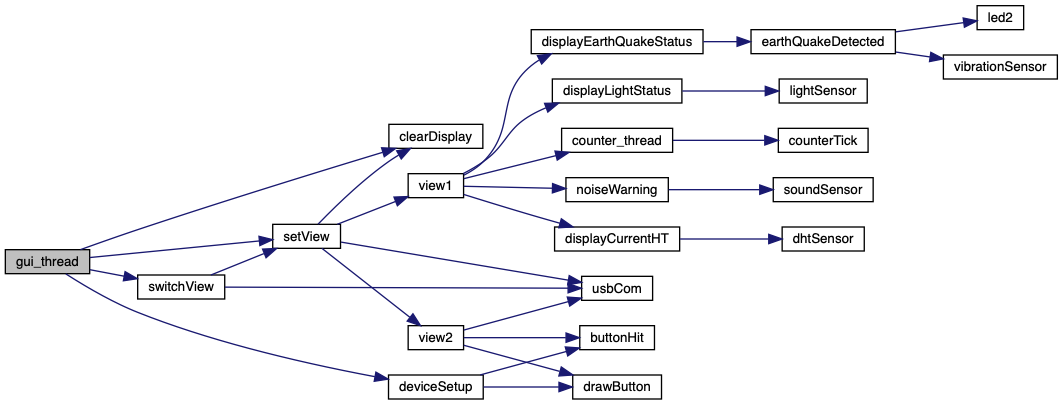 led2
displayEarthQuakeStatus
earthQuakeDetected
vibrationSensor
displayLightStatus
lightSensor
clearDisplay
counter_thread
counterTick
view1
noiseWarning
soundSensor
setView
displayCurrentHT
dhtSensor
gui_thread
switchView
usbCom
view2
buttonHit
deviceSetup
drawButton